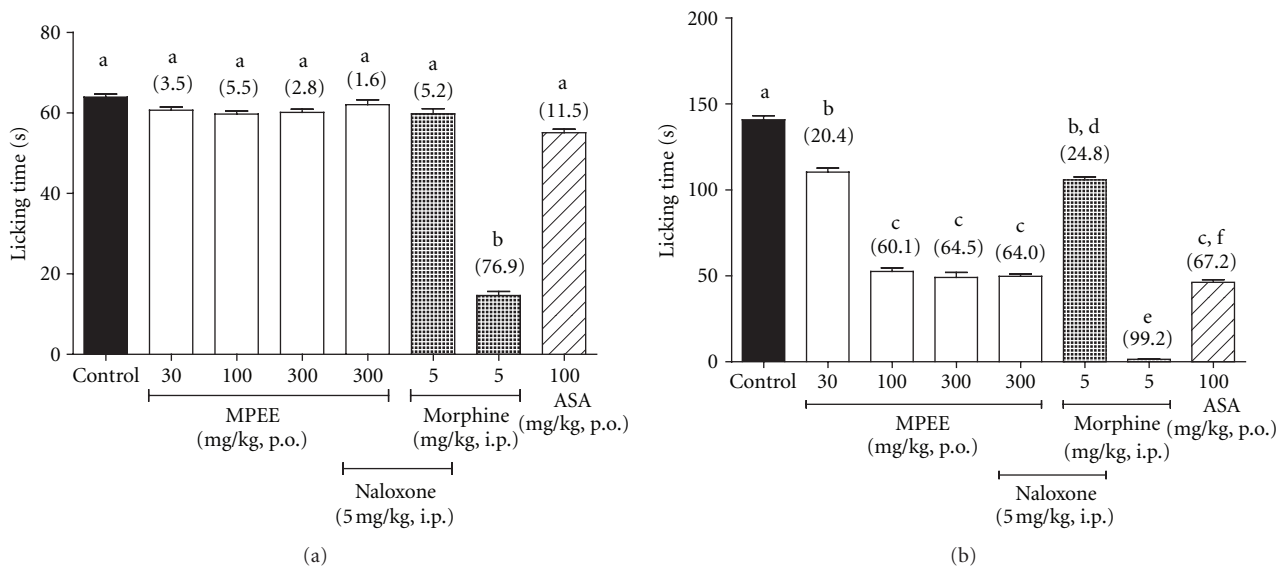 80
60
40
20
0
Licking time (s)
a
a
(3.5)
a
(5.5)
a
(2.8)
a
(1.6)
a
(5.2)
b
(76.9)
a
(11.5)
Control
30
100
300
300
5
5
100
MPEE
(mg/kg, p.o.)
Morphine
(mg/kg, i.p.)
ASA
(mg/kg, p.o.)
Naloxone
(5 mg/kg, i.p.)
(a)
200
150
100
50
0
Licking time (s)
a
b
(20.4)
c
(60.1)
c
(64.5)
c
(64.0)
b, d
(24.8)
e
(99.2)
c, f
(67.2)
Control
30
100
300
300
5
5
100
MPEE
(mg/kg, p.o.)
Morphine
(mg/kg, i.p.)
ASA
(mg/kg, p.o.)
Naloxone
(5 mg/kg, i.p.)
(b)